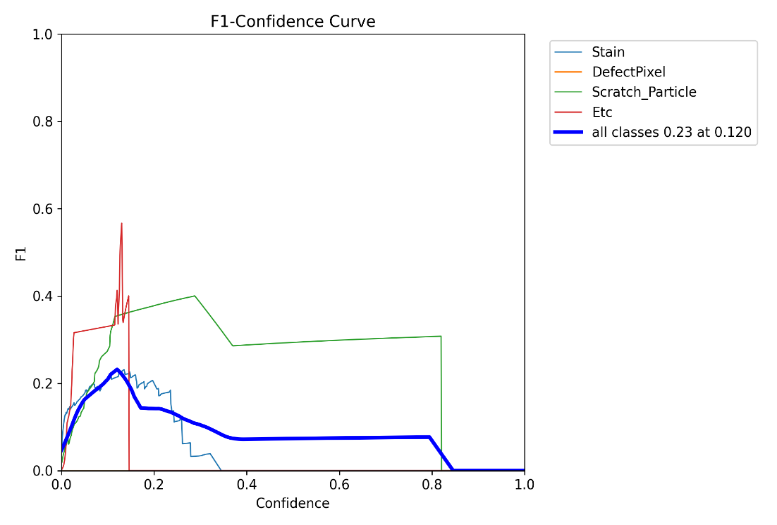 F1-Confidence Curve
1.0
0.8
0.6
0.4
0.2
0.0
F1
0.0 0.2 0.4 0.6 0.8 1.0
Confidence
Stain
DefectPixel
Scratch_Particle
Etc
all classes 0.23 at 0.120